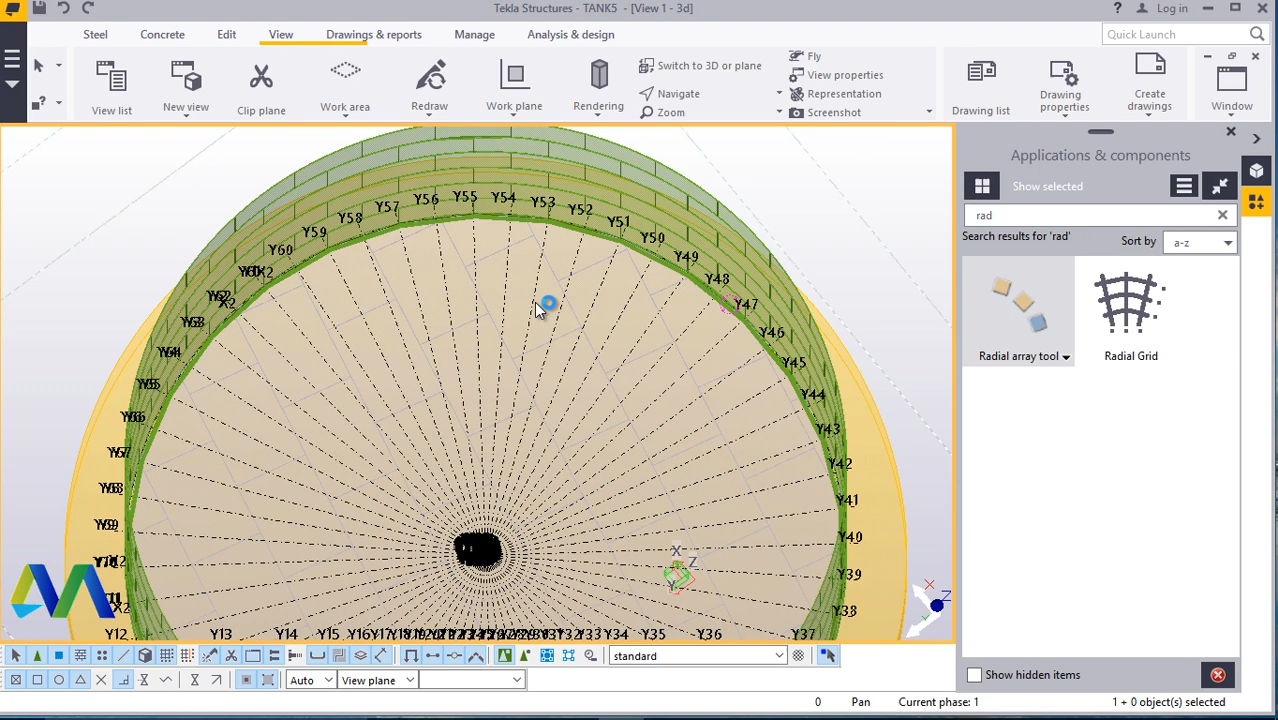 Tekla Structures - TANK5 - [View 1 - 3d]
? Log in
Steel Concrete Edit View Drawings & reports Manage Analysis & design Quick Launch
View list New view Clip plane Work area Redraw Work plane Rendering
Switch to 3D or plane
Navigate
Zoom
Fly
View properties
Representation
Screenshot
Drawing list Drawing properties Create drawings Window
Y60 Y59 Y58 Y57 Y56 Y55 Y54 Y53 Y52 Y51 Y50 Y49 Y48 Y47 Y46 Y45 Y44 Y43 Y42 Y41 Y40 Y39 Y38 Y37
X2
X2
Y12 Y13 Y14 Y15 Y16 Y33 Y34 Y35 Y36
X Z
Y
X Z
Applications & components
Show selected
rad
Search results for 'rad' Sort by a-z
Radial array tool Radial Grid
Show hidden items
standard
Auto View plane
0 Pan Current phase: 1 1 + 0 object(s) selected